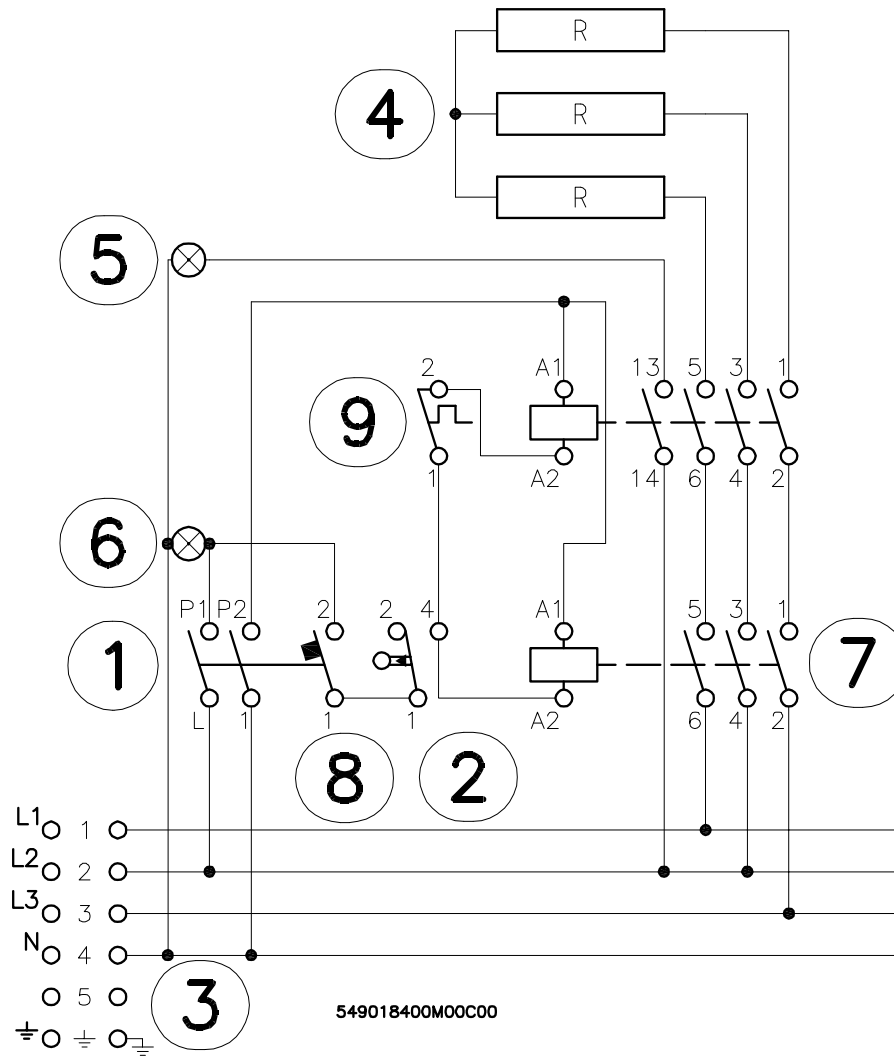 R
4 R
R
5
2 A1 13 5 3 1
9
1 A2 14 6 4 2
6
P1 P2 2 2 4 A1 5 3 1
1 7
L 1 1 1 A2 6 4 2
8 2
L1 1
L2 2
L3 3
N 4
5 3
549018400M00C00